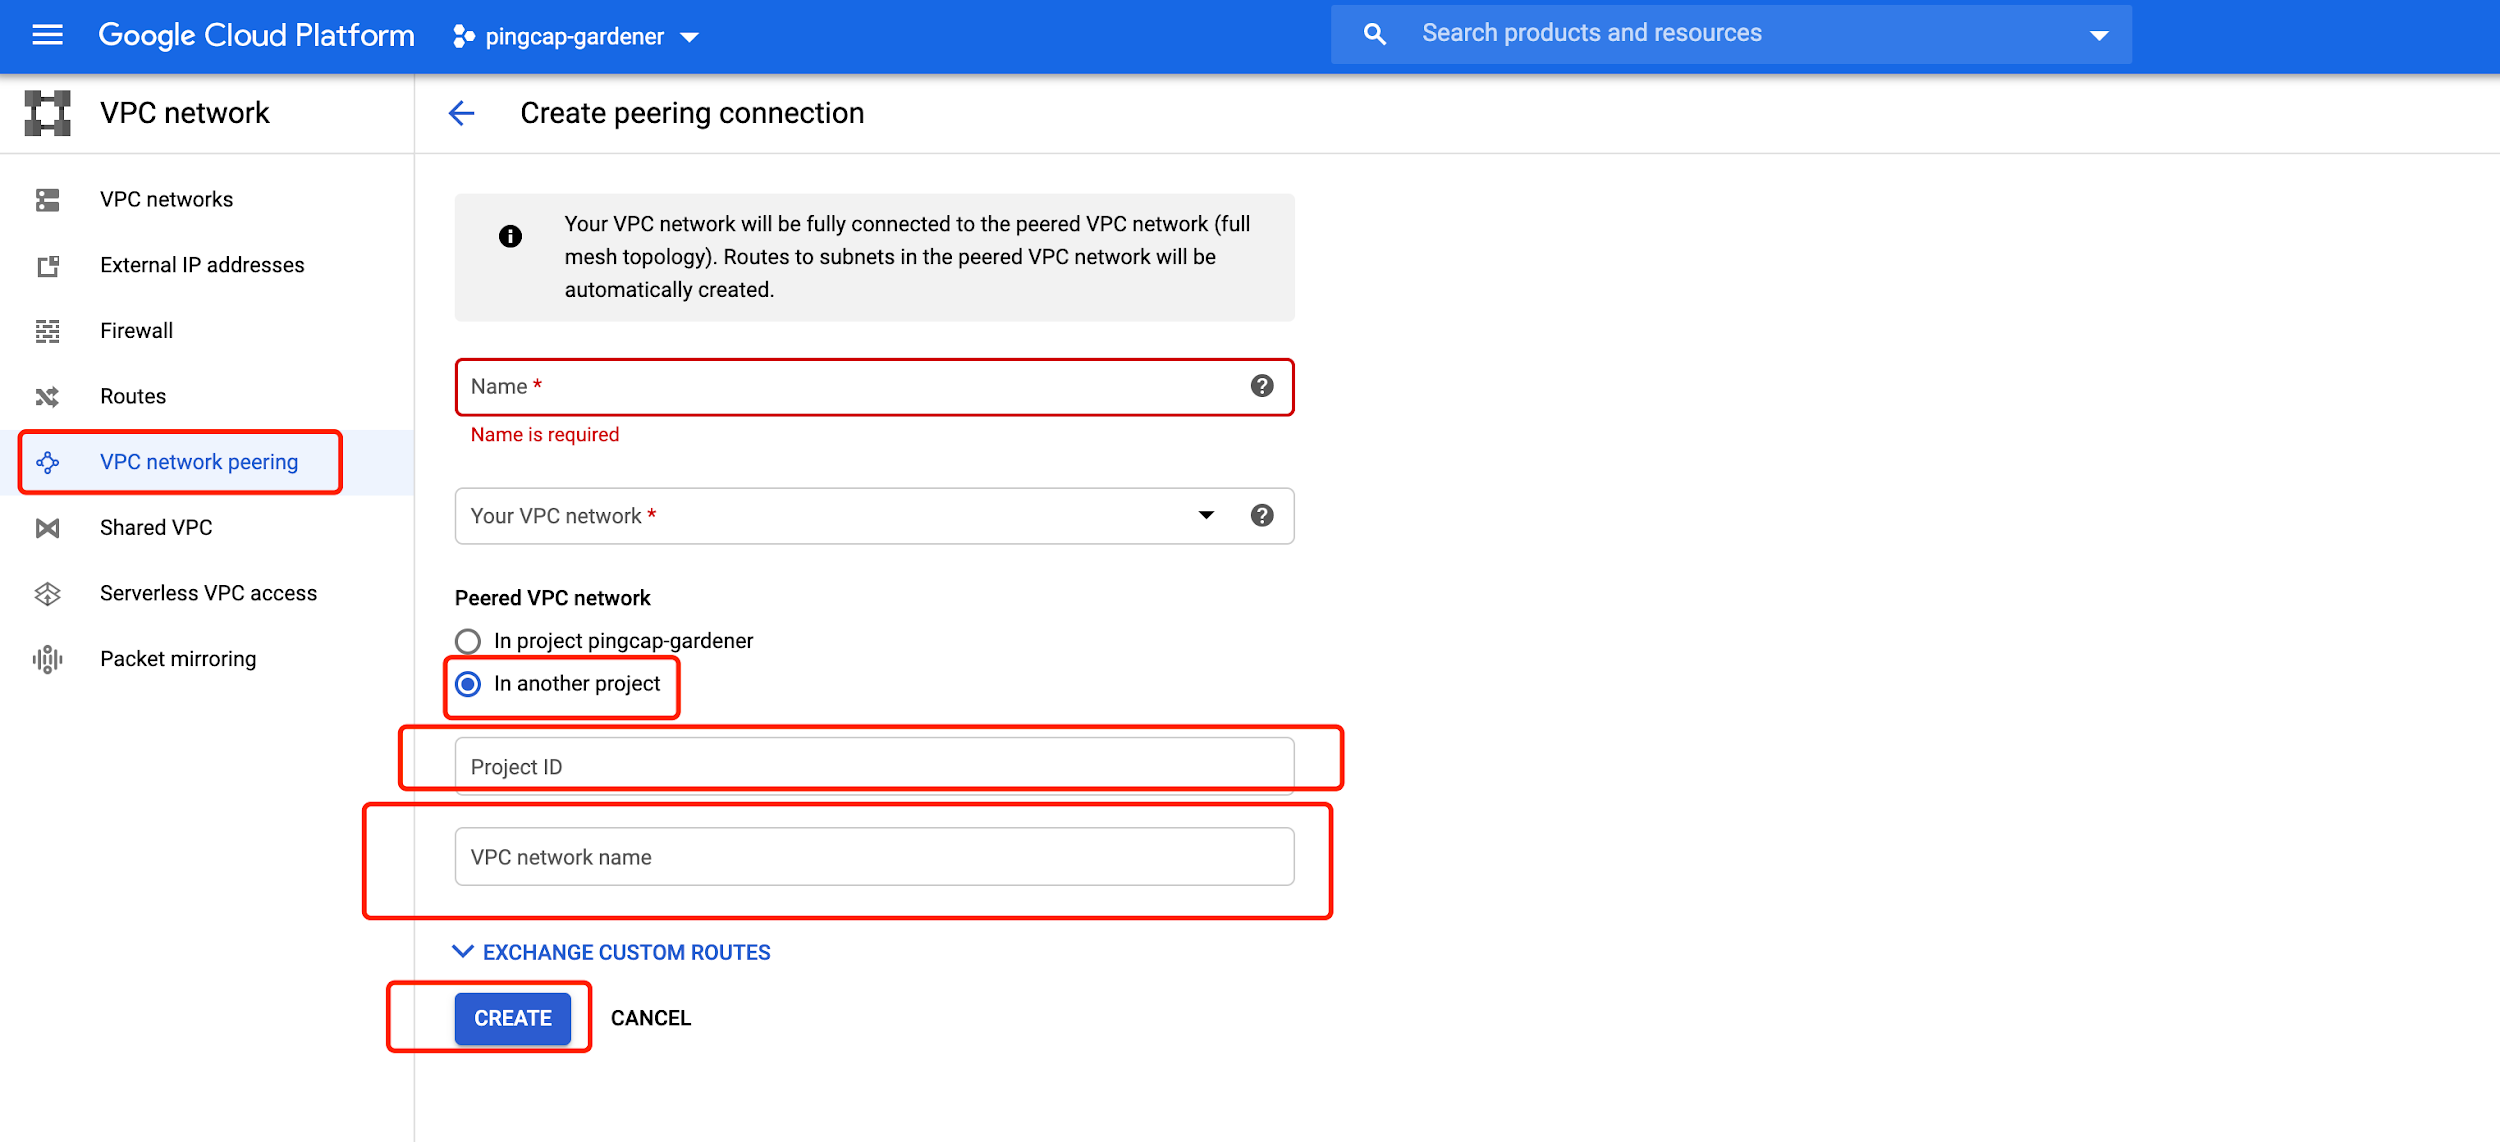 Google Cloud Platform
pingcap-gardener
Search products and resources
VPC network
Create peering connection
VPC networks
External IP addresses
Firewall
Routes
VPC network peering
Shared VPC
Serverless VPC access
Packet mirroring
Your VPC network will be fully connected to the peered VPC network (full
mesh topology). Routes to subnets in the peered VPC network will be
automatically created.
Name *
Name is required
Your VPC network *
Peered VPC network
In project pingcap-gardener
In another project
Project ID
VPC network name
EXCHANGE CUSTOM ROUTES
CREATE
CANCEL